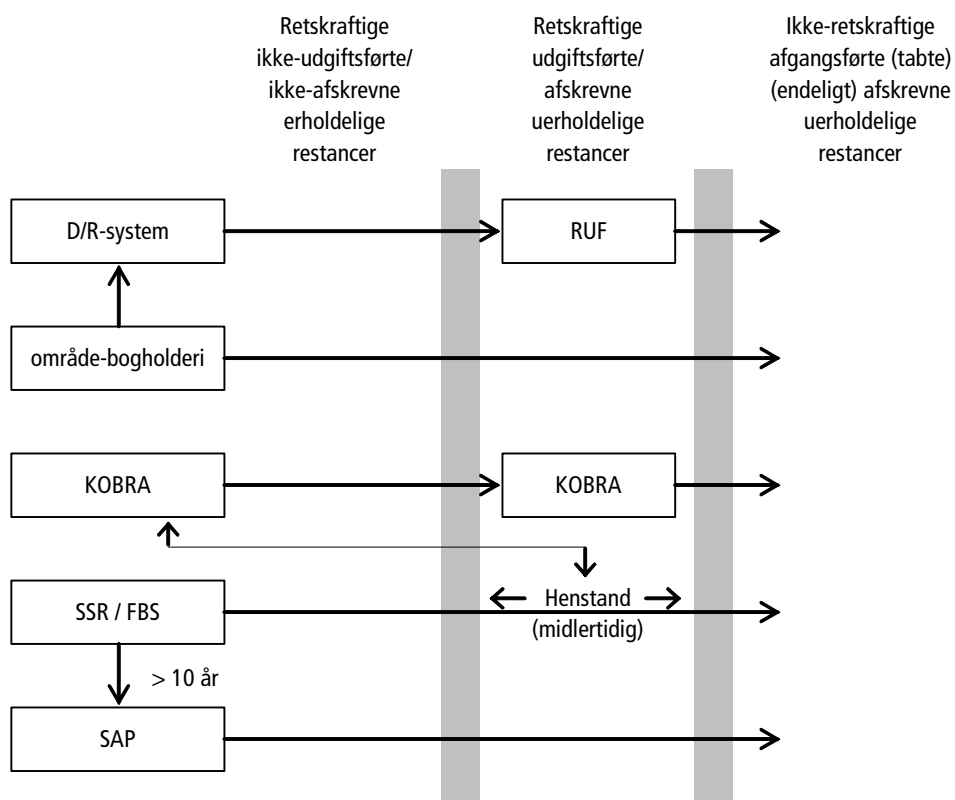 Retskraftige
ikke-udgiftsførte/
ikke-afskrevne
erholdelige
restancer
Retskraftige
udgiftsførte/
afskrevne
uerholdelige
restancer
Ikke-retskraftige
afgangsførte (tabte)
(endeligt) afskrevne
uerholdelige
restancer
D/R-system
RUF
område-bogholderi
KOBRA
KOBRA
SSR / FBS
Henstand
(midlertidig)
> 10 år
SAP